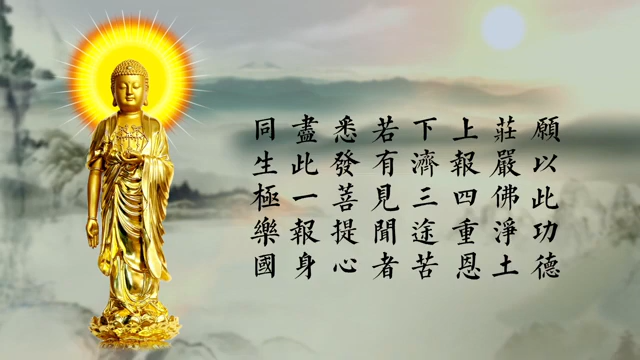 願以此功德
莊嚴佛淨土
上報四重恩
下濟三途苦
若有見聞者
悉發菩提心
盡此一報身
同生極樂國